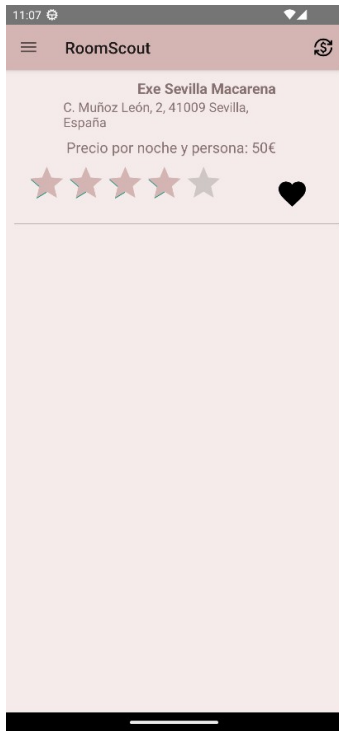 11:07
RoomScout
Exe Sevilla Macarena
C. Muñoz León, 2, 41009 Sevilla,
España
Precio por noche y persona: 50€